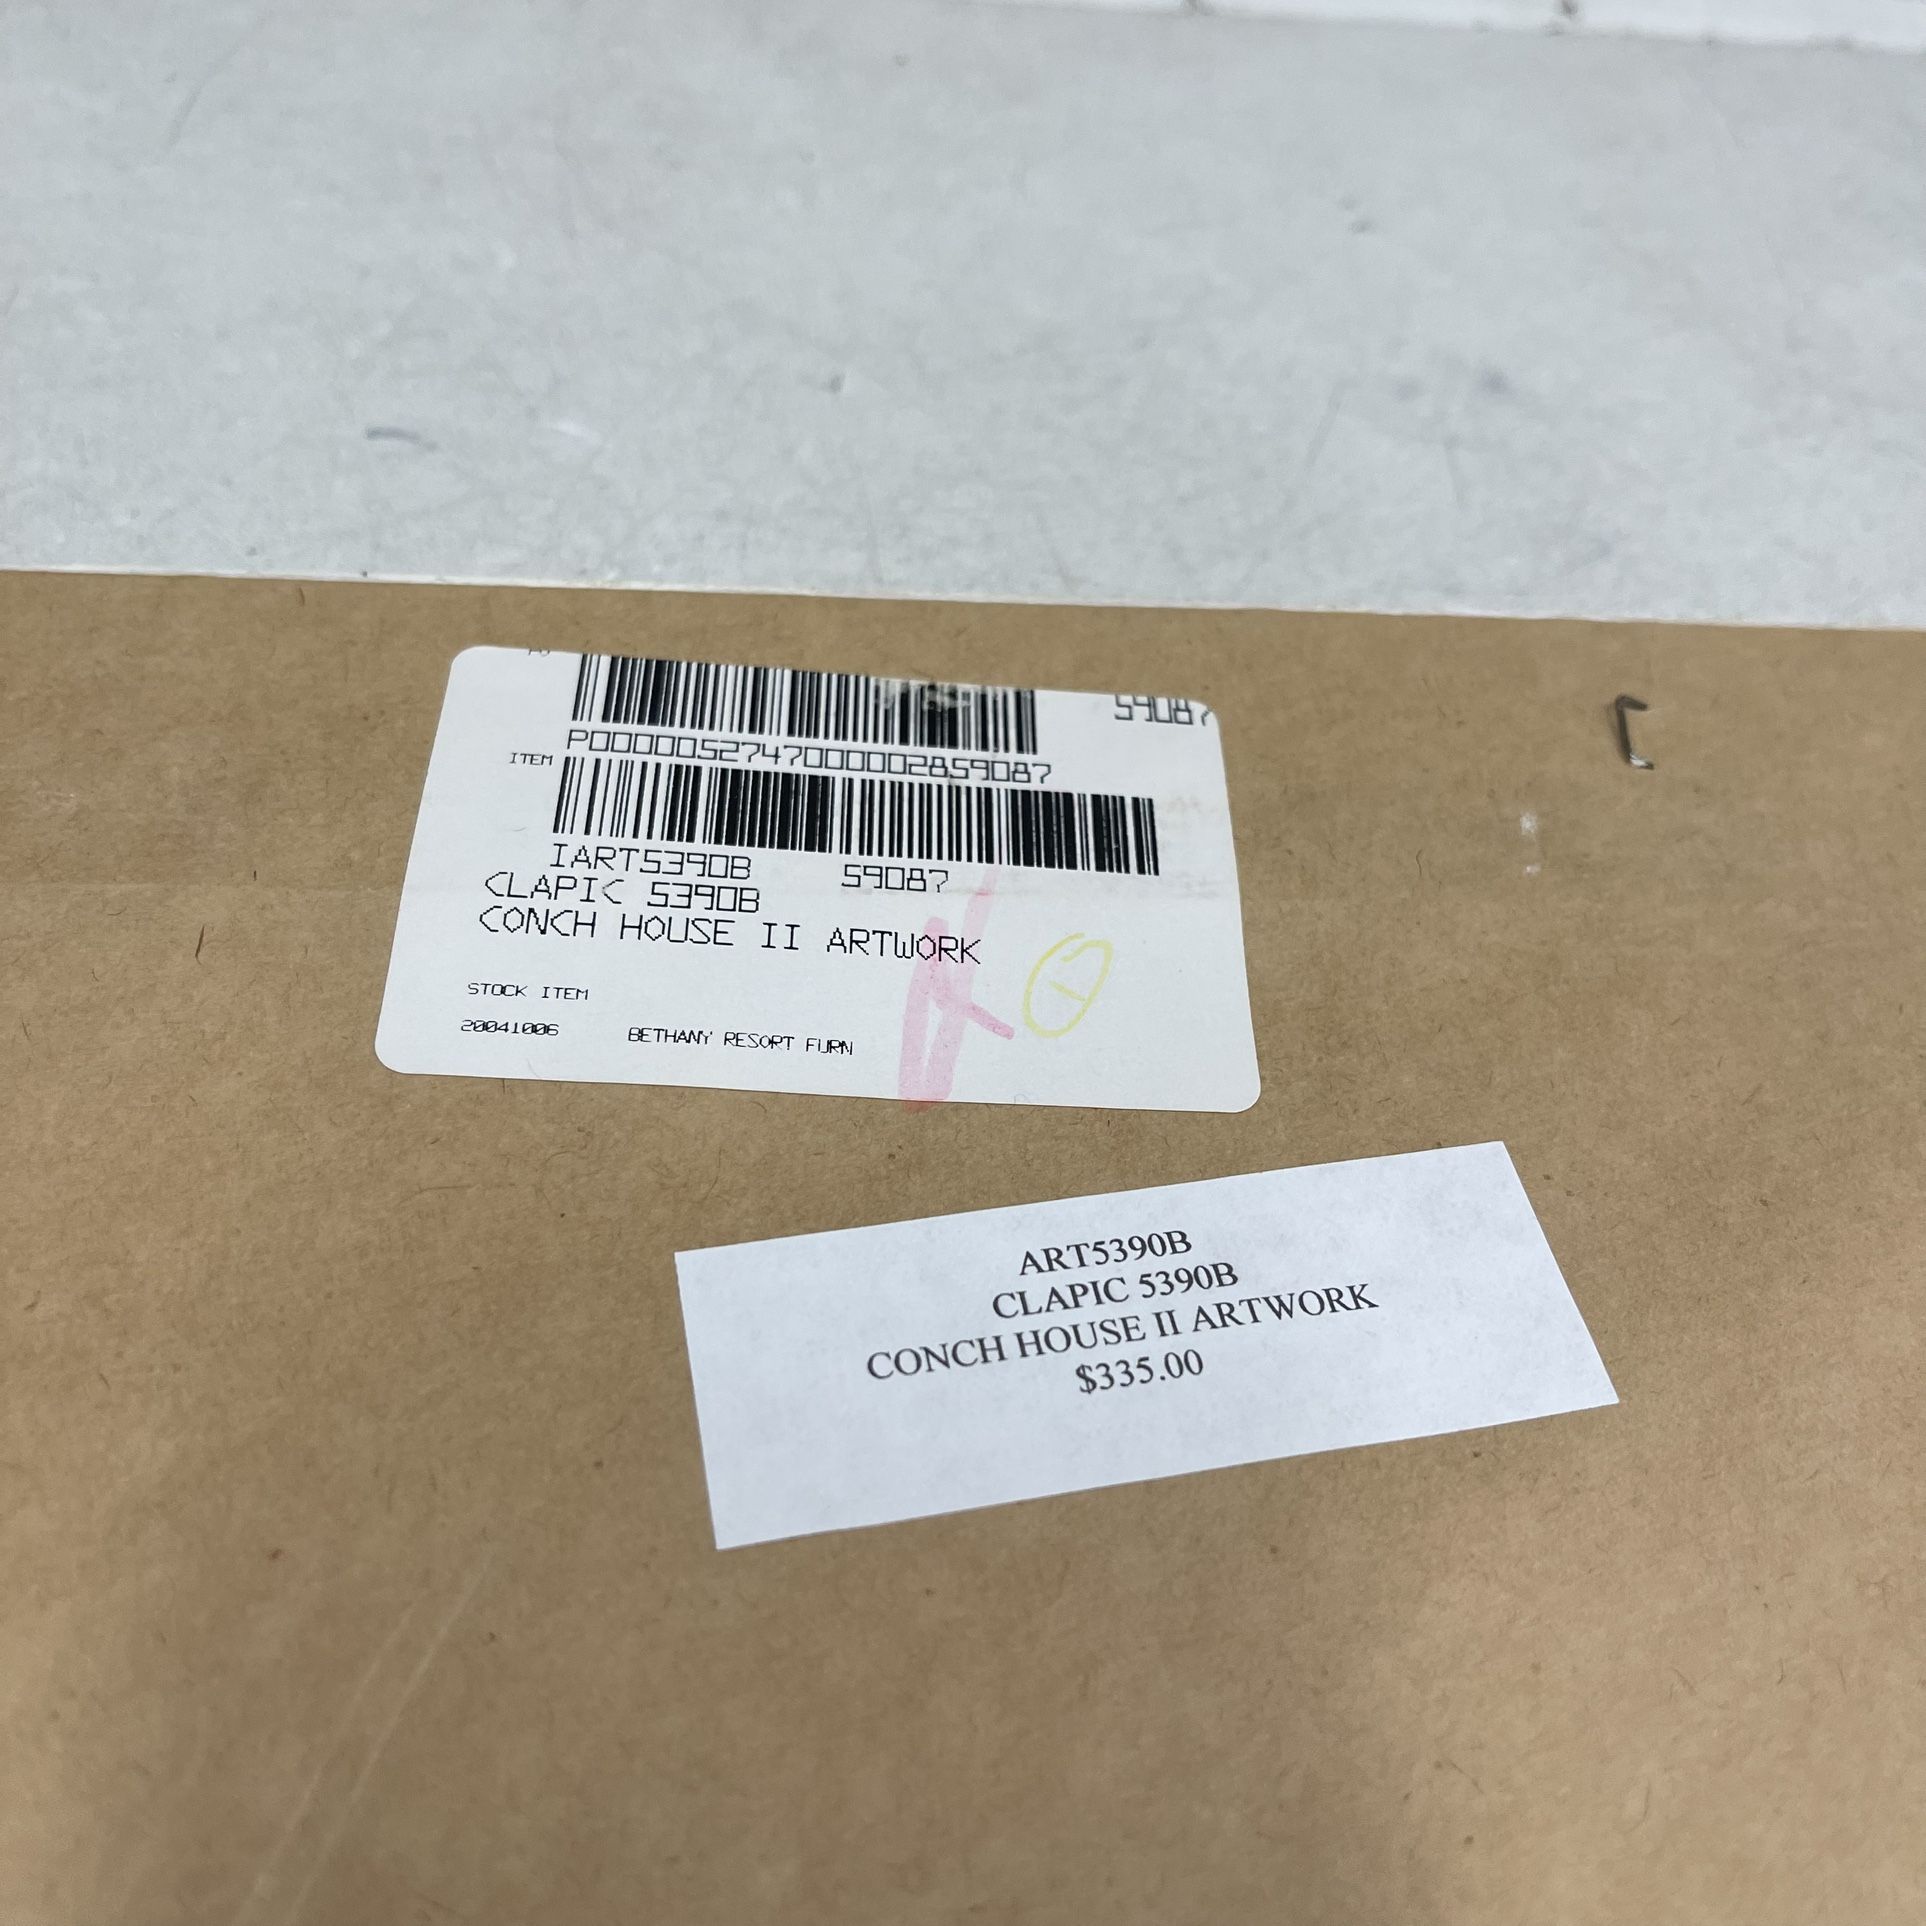 59087
P00000527470000002859087
ITEM
IART5390B 59087
CLAPIC 5390B
CONCH HOUSE II ARTWORK
STOCK ITEM
20041006 BETHANY RESORT FURN
ART5390B
CLAPIC 5390B
CONCH HOUSE II ARTWORK
$335.00